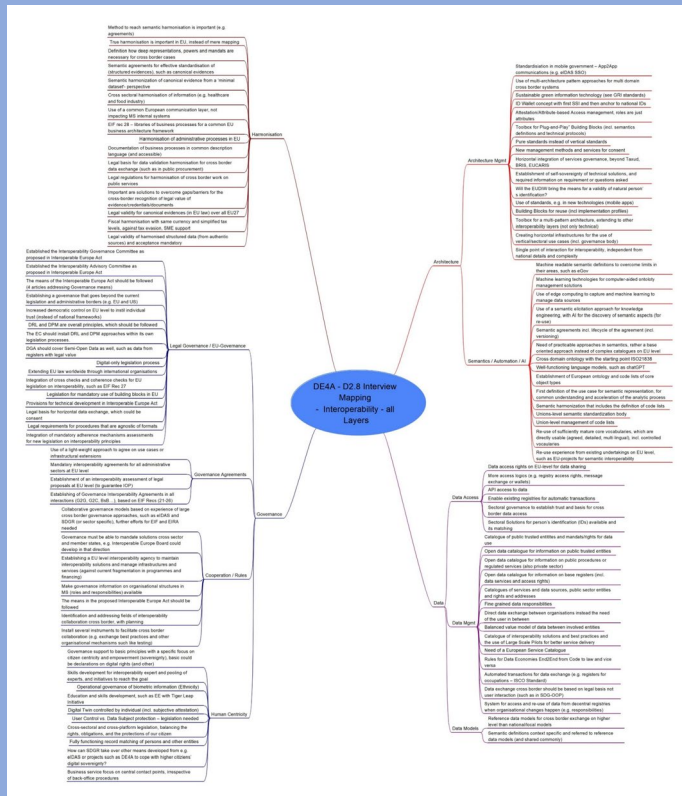 Method to reach semantic harmonisation is important (e.g.
agreements)
True harmonisation is important in EU, instead of mere mapping
Definition how deep representations, powers and mandats are
necessary for cross border cases
Semantic agreements for effective standardisation of
(structured evidences), such as canonical evidences
Semantic harmonization of canonical evidence from a 'minimal
dataset'- perspective
Cross sectoral harmonisation of information (e.g. healthcare
and food industry)
Use of a common European communication layer, not
impacting MS internal systems
EIF rec 28 – libraries of business processes for a common EU
business architecture framework
Harmonisation of administrative processes in EU
Documentation of business processes in common description
language (and accessible)
Legal basis for data validation harmonisation for cross border
data exchange (such as in public procurement)
Legal regulations for harmonisation of cross border work on
public services
Important are solutions to overcome gaps/barriers for the
cross-border recognition of legal value of
evidence/credentials/documents
Legal validity for canonical evidences (in EU law) over all EU27
Fiscal harmonisation with same currency and simplified tax
levels, against tax evasion, SME support
Legal validity of harmonised structured data (from authentic
sources) and acceptance mandatory
Harmonisation
Established the Interoperability Governance Committee as
proposed in Interoperable Europe Act
Established the Interoperability Advisory Committee as
proposed in Interoperable Europe Act
The means of the Interoperable Europe Act should be followed
(4 articles addressing Governance means)
Establishing a governance that goes beyond the current
legislation and administrative borders (e.g. EU and US)
Increased democratic control on EU level to instil individual
trust (instead of national frameworks)
DRL and DPM are overall principles, which should be followed
The EC should install DRL and DPM approaches within its own
legislation processes.
DGA should cover Semi-Open Data as well, such as data from
registers with legal value
Digital-only legislation process
Extending EU law worldwide through international organisations
Integration of cross checks and coherence checks for EU
legislation on interoperability, such as EIF Rec 27
Legislation for mandatory use of building blocks in EU
Provisions for technical development in Interoperable Europe Act
Legal basis for horizontal data exchange, which could be
consent
Legal requirements for procedures that are agnostic of formats
Integration of mandatory adherence mechanisms assessments
for new legislation on interoperability principles
Legal Governance / EU-Governance
Use of a light-weight approach to agree on use cases or
infrastructural extensions
Mandatory interoperability agreements for all administrative
sectors at EU level
Establishment of an interoperability assessment of legal
proposals at EU level (to guarantee IOP)
Establishing of Governance Interoperability Agreements in all
interactions (G2G, G2C, BsB...), based on EIF Recs (21-26)
Governance Agreements
Collaborative governance models based on experience of large
cross border governance approaches, such as eIDAS and
SDGR (or sector specific), further efforts for EIF and EIRA
needed
Governance must be able to mandate solutions cross sector
and member states, e.g. Interoperable Europe Board could
develop in that direction
Establishing a EU level interoperability agency to maintain
interoperability solutions and manage infrastructures and
services (against current fragmentation in programmes and
financing)
Make governance information on organisational structures in
MS (roles and responsibilities) available
The means in the proposed Interoperable Europe Act should be
followed
Identification and addressing fields of interoperability
collaboration cross border, with planning
Install several instruments to facilitate cross border
collaboration (e.g. exchange best practices and other
organisational mechanisms such like testing)
Cooperation / Rules
Governance support to basic principles with a specific focus on
citizen centricity and empowerment (sovereignty), basis could
be declarations on digital rights (and other)
Skills development for interoperability expert and pooling of
experts, and initiatives to reach the goal
Operational governance of biometric information (Ethnicity)
Education and skills development, such as EE with Tiger Leap
Initiative
Digital Twin controlled by individual (incl. subjective attestation)
User Control vs. Data Subject protection – legislation needed
Cross-sectoral and cross-platform legislation, balancing the
rights, obligations, and the protections of our citizen
Fully functioning record matching of persons and other entities
How can SDGR take over other means developed from e.g.
eIDAS or projects such as DE4A to cope with higher citizens'
digital sovereignty?
Business service focus on central contact points, irrespective
of back-office procedures
Human Centricity
Governance
DE4A - D2.8 Interview
Mapping
- Interoperability - all
Layers
Standardisiation in mobile government – App2App
communications (e.g. eIDAS SSO)
Use of multi-architecture pattern approaches for multi domain
cross border systems
Sustainable green information technology (see GRI standards)
ID Wallet concept with first SSI and then anchor to national IDs
Attestation/Attribute-based Access management, roles are just
attributes
Toolbox for Plug-and-Play" Building Blocks (incl. semantics
definitions and technical protocols)
Pure standards instead of vertical standards
New management methods and services for consent
Horizontal integration of services governance, beyond Taxud,
BRIS, EUCARIS
Establishment of self-sovereignty of technical solutions, and
required information on requirement or questions asked
Will the EUDIW bring the means for a validity of natural person
s identification?
Use of standards, e.g. in new technologies (mobile apps)
Building Blocks for reuse (incl implementation profiles)
Toolbox for a multi-pattern architecture, extending to other
interoperability layers (not only technical)
Creating horizontal infrastructures for the use of
vertical/sectoral use cases (incl. governance body)
Single point of interaction for interoperability, independent from
national details and complexity
Architecture Mgmt
Architecture
Machine readable semantic definitions to overcome limits in
their areas, such as eGov
Machine learning technologies for computer-aided ontology
management solutions
Use of edge computing to capture and machine learning to
manage data sources
Use of a semantic elicitation approach for knowledge
engineering, with AI for the discovery of semantic aspects (for
re-use)
Semantic agreements incl. lifecycle of the agreement (incl.
versioning)
Need of practicable approaches in semantics, rather a base
oriented approach instead of complex catalogues on EU level
Cross domain ontology with the starting point ISO21838
Well-functioning language models, such as chatGPT
Establishment of European ontology and code lists of core
object types
First definition of the use case for semantic representation, for
common understanding and acceleration of the analytic process
Semantic harmonization that includes the definition of code lists
Unions-level semantic standardization body
Union-level management of code lists
Re-use of sufficiently mature core vocabularies, which are
directly usable (agreed, detailed, multi lingual), incl. controlled
vocabularies
Re-use experience from existing undertakings on EU level,
such as EU-projects for semantic interoperability
Semantics / Automation / AI
Data access rights on EU-level for data sharing
More access logics (e.g. registry access rights, message
exchange or wallets)
API access to data
Enable existing registries for automatic transactions
Sectoral governance to establish trust and basis for cross
border data access
Sectoral Solutions for person's identification (IDs) available and
its matching
Data Access
Catalogue of public trusted entities and mandats/rights for data
use
Open data catalogue for information on public trusted entities
Open data catalogue for information on public procedures or
regulated services (also private sector)
Open data catalogue for information on base registers (incl.
data services and access rights)
Catalogues of services and data sources, public sector entities
and rights and addresses
Fine grained data responsibilities
Direct data exchange between organisations instead the need
of the user in between
Balanced value model of data between involved entities
Catalogue of interoperability solutions and best practices and
the use of Large Scale Pilots for better service delivery
Need of a European Service Catalogue
Rules for Data Economies End2End from Code to law and vice
versa
Automated transactions for data exchange (e.g. registers for
occupations – ISCO Standard)
Data exchange cross border should be based on legal basis not
user interaction (such as in SDG-OOP)
System for access and re-use of data from decentral registries
when organisational changes happen (e.g. responsibilities)
Data Mgmt
Data
Reference data models for cross border exchange on higher
level than national/local models
Semantic definitions context specific and referred to reference
data models (and shared commonly)
Data Models